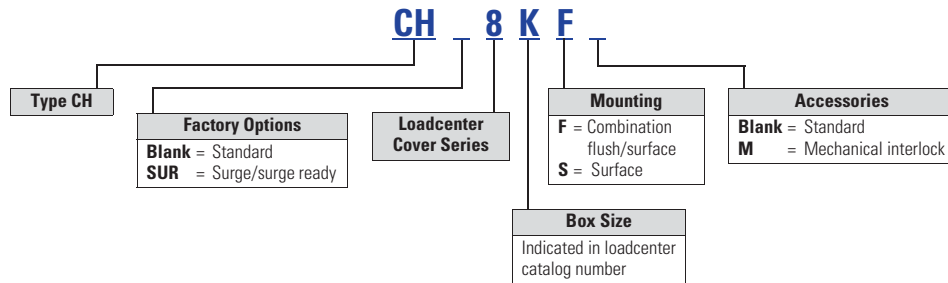 CH _ 8 K F _
Type CH
Factory Options
Blank = Standard
SUR = Surge/surge ready
Loadcenter
Cover Series
Mounting
F = Combination
flush/surface
S = Surface
Accessories
Blank = Standard
M = Mechanical interlock
Box Size
Indicated in loadcenter
catalog number